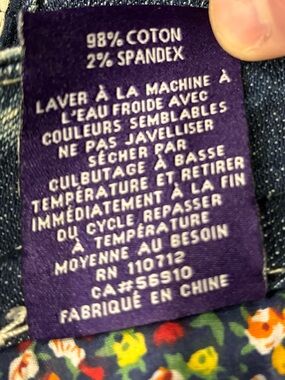 98% COTON
2% SPANDEX
LAVER À LA MACHINE À
L'EAU FROIDE AVEC
COULEURS SEMBLABLES
NE PAS JAVELLISER
SÉCHER PAR
CULBUTAGE À BASSE
TEMPÉRATURE ET RETIRER
IMMÉDIATEMENT À LA FIN
DU CYCLE REPASSER
À TEMPÉRATURE
MOYENNE AU BESOIN
RN 110712
CA#56510
FABRIQUÉ EN CHINE